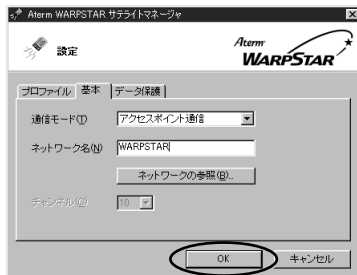 Aterm WARPSTAR サテライトマネージャ
設定
Aterm
WARPSTAR
プロファイル 基本 データ保護
通信モード(T) アクセスポイント通信
ネットワーク名(N) WARPSTAR
ネットワークの参照(B)...
チャンネル(C) 10
OK キャンセル